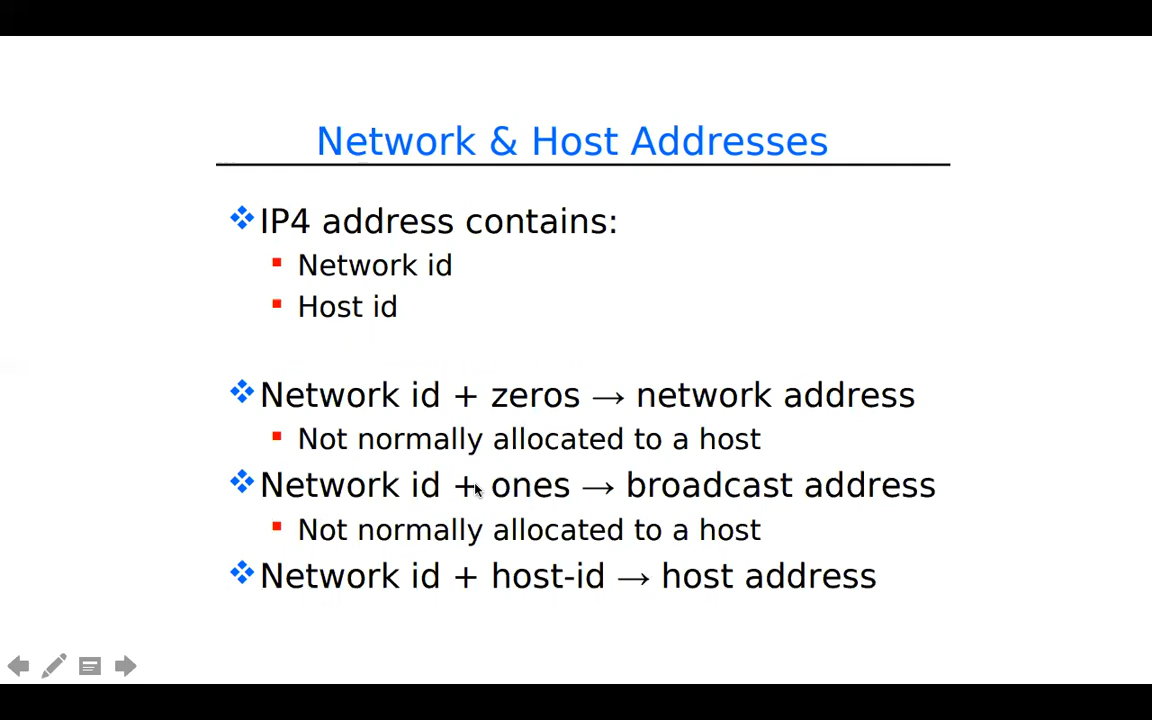 Network & Host Addresses
IP4 address contains:
Network id
Host id
Network id + zeros → network address
Not normally allocated to a host
Network id + ones → broadcast address
Not normally allocated to a host
Network id + host-id → host address